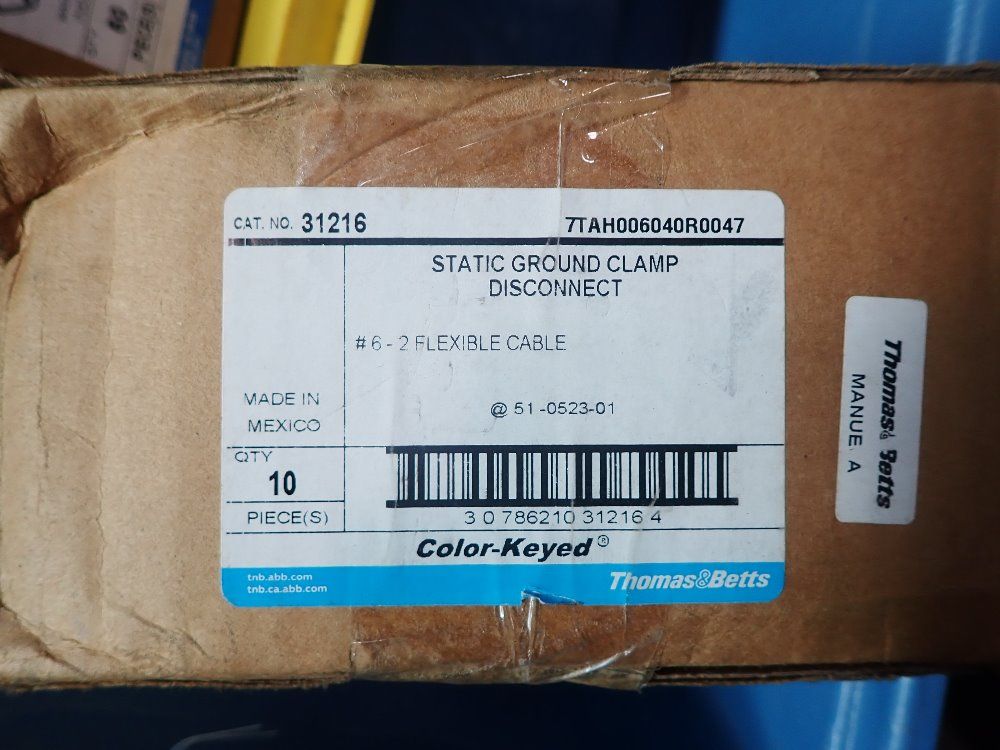 CAT. NO. 31216 7TAH006040R0047
STATIC GROUND CLAMP
DISCONNECT
# 6 - 2 FLEXIBLE CABLE
@ 51 -0523-01
MADE IN
MEXICO
QTY
10
PIECE(S)
3 0 786210 31216 4
Color-Keyed®
tnb.abb.com
tnb.ca.abb.com
Thomas&Betts
Thomas& Betts
MANUE. A
60
PIECE(S)